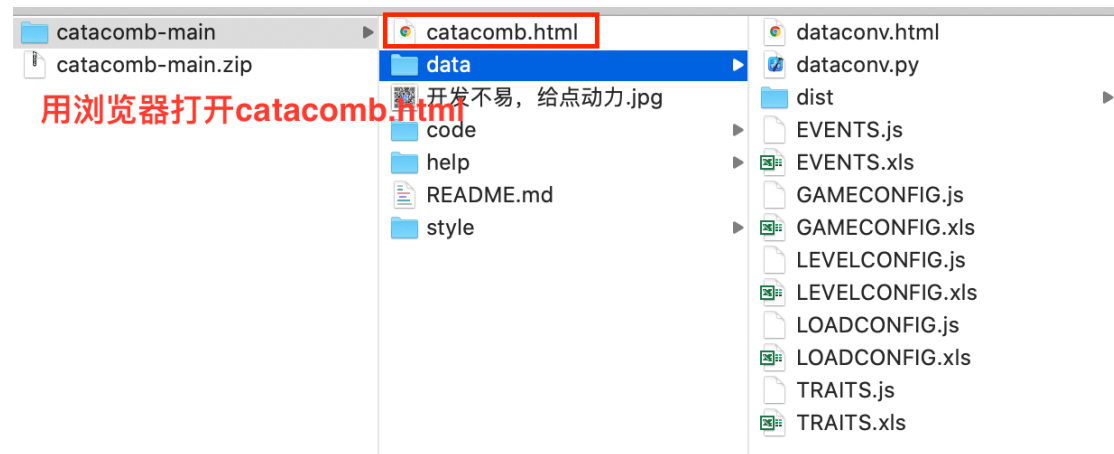 catacomb-main
catacomb-main.zip
用浏览器打开catacomb.html
catacomb.html
data
开发不易，给点动力.jpg
code
help
README.md
style
dataconv.html
dataconv.py
dist
EVENTS.js
EVENTS.xls
GAMECONFIG.js
GAMECONFIG.xls
LEVELCONFIG.js
LEVELCONFIG.xls
LOADCONFIG.js
LOADCONFIG.xls
TRAITS.js
TRAITS.xls